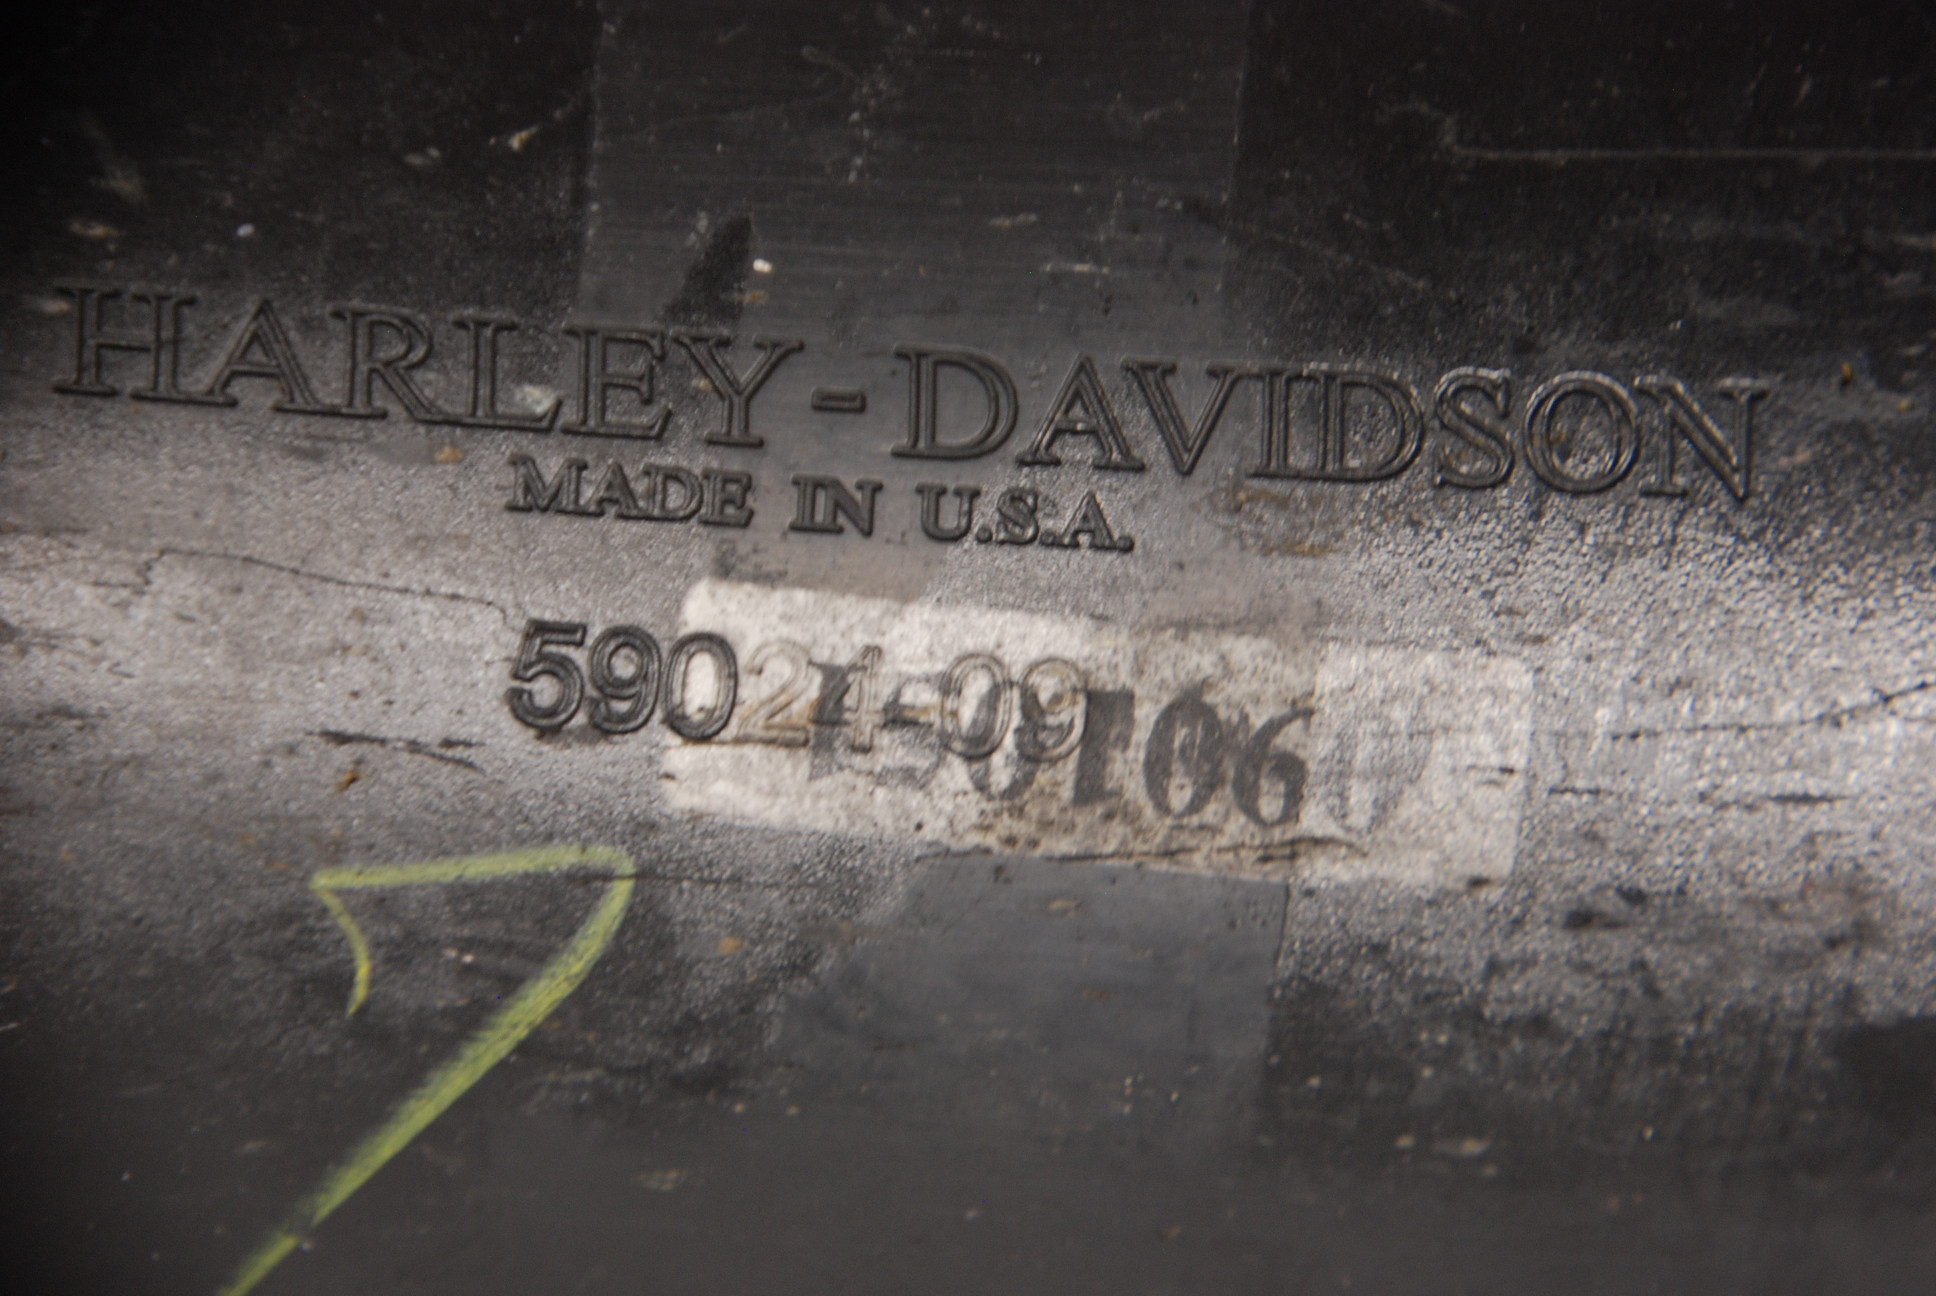 HARLEY-DAVIDSON
MADE IN U.S.A.
59024-09